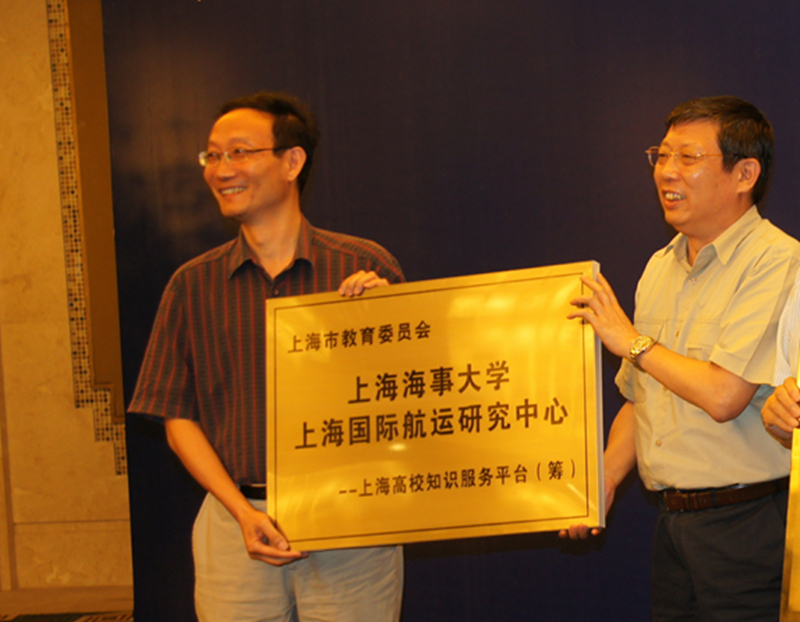 上海市教育委员会
上海海事大学
上海国际航运研究中心
--上海高校知识服务平台（筹）